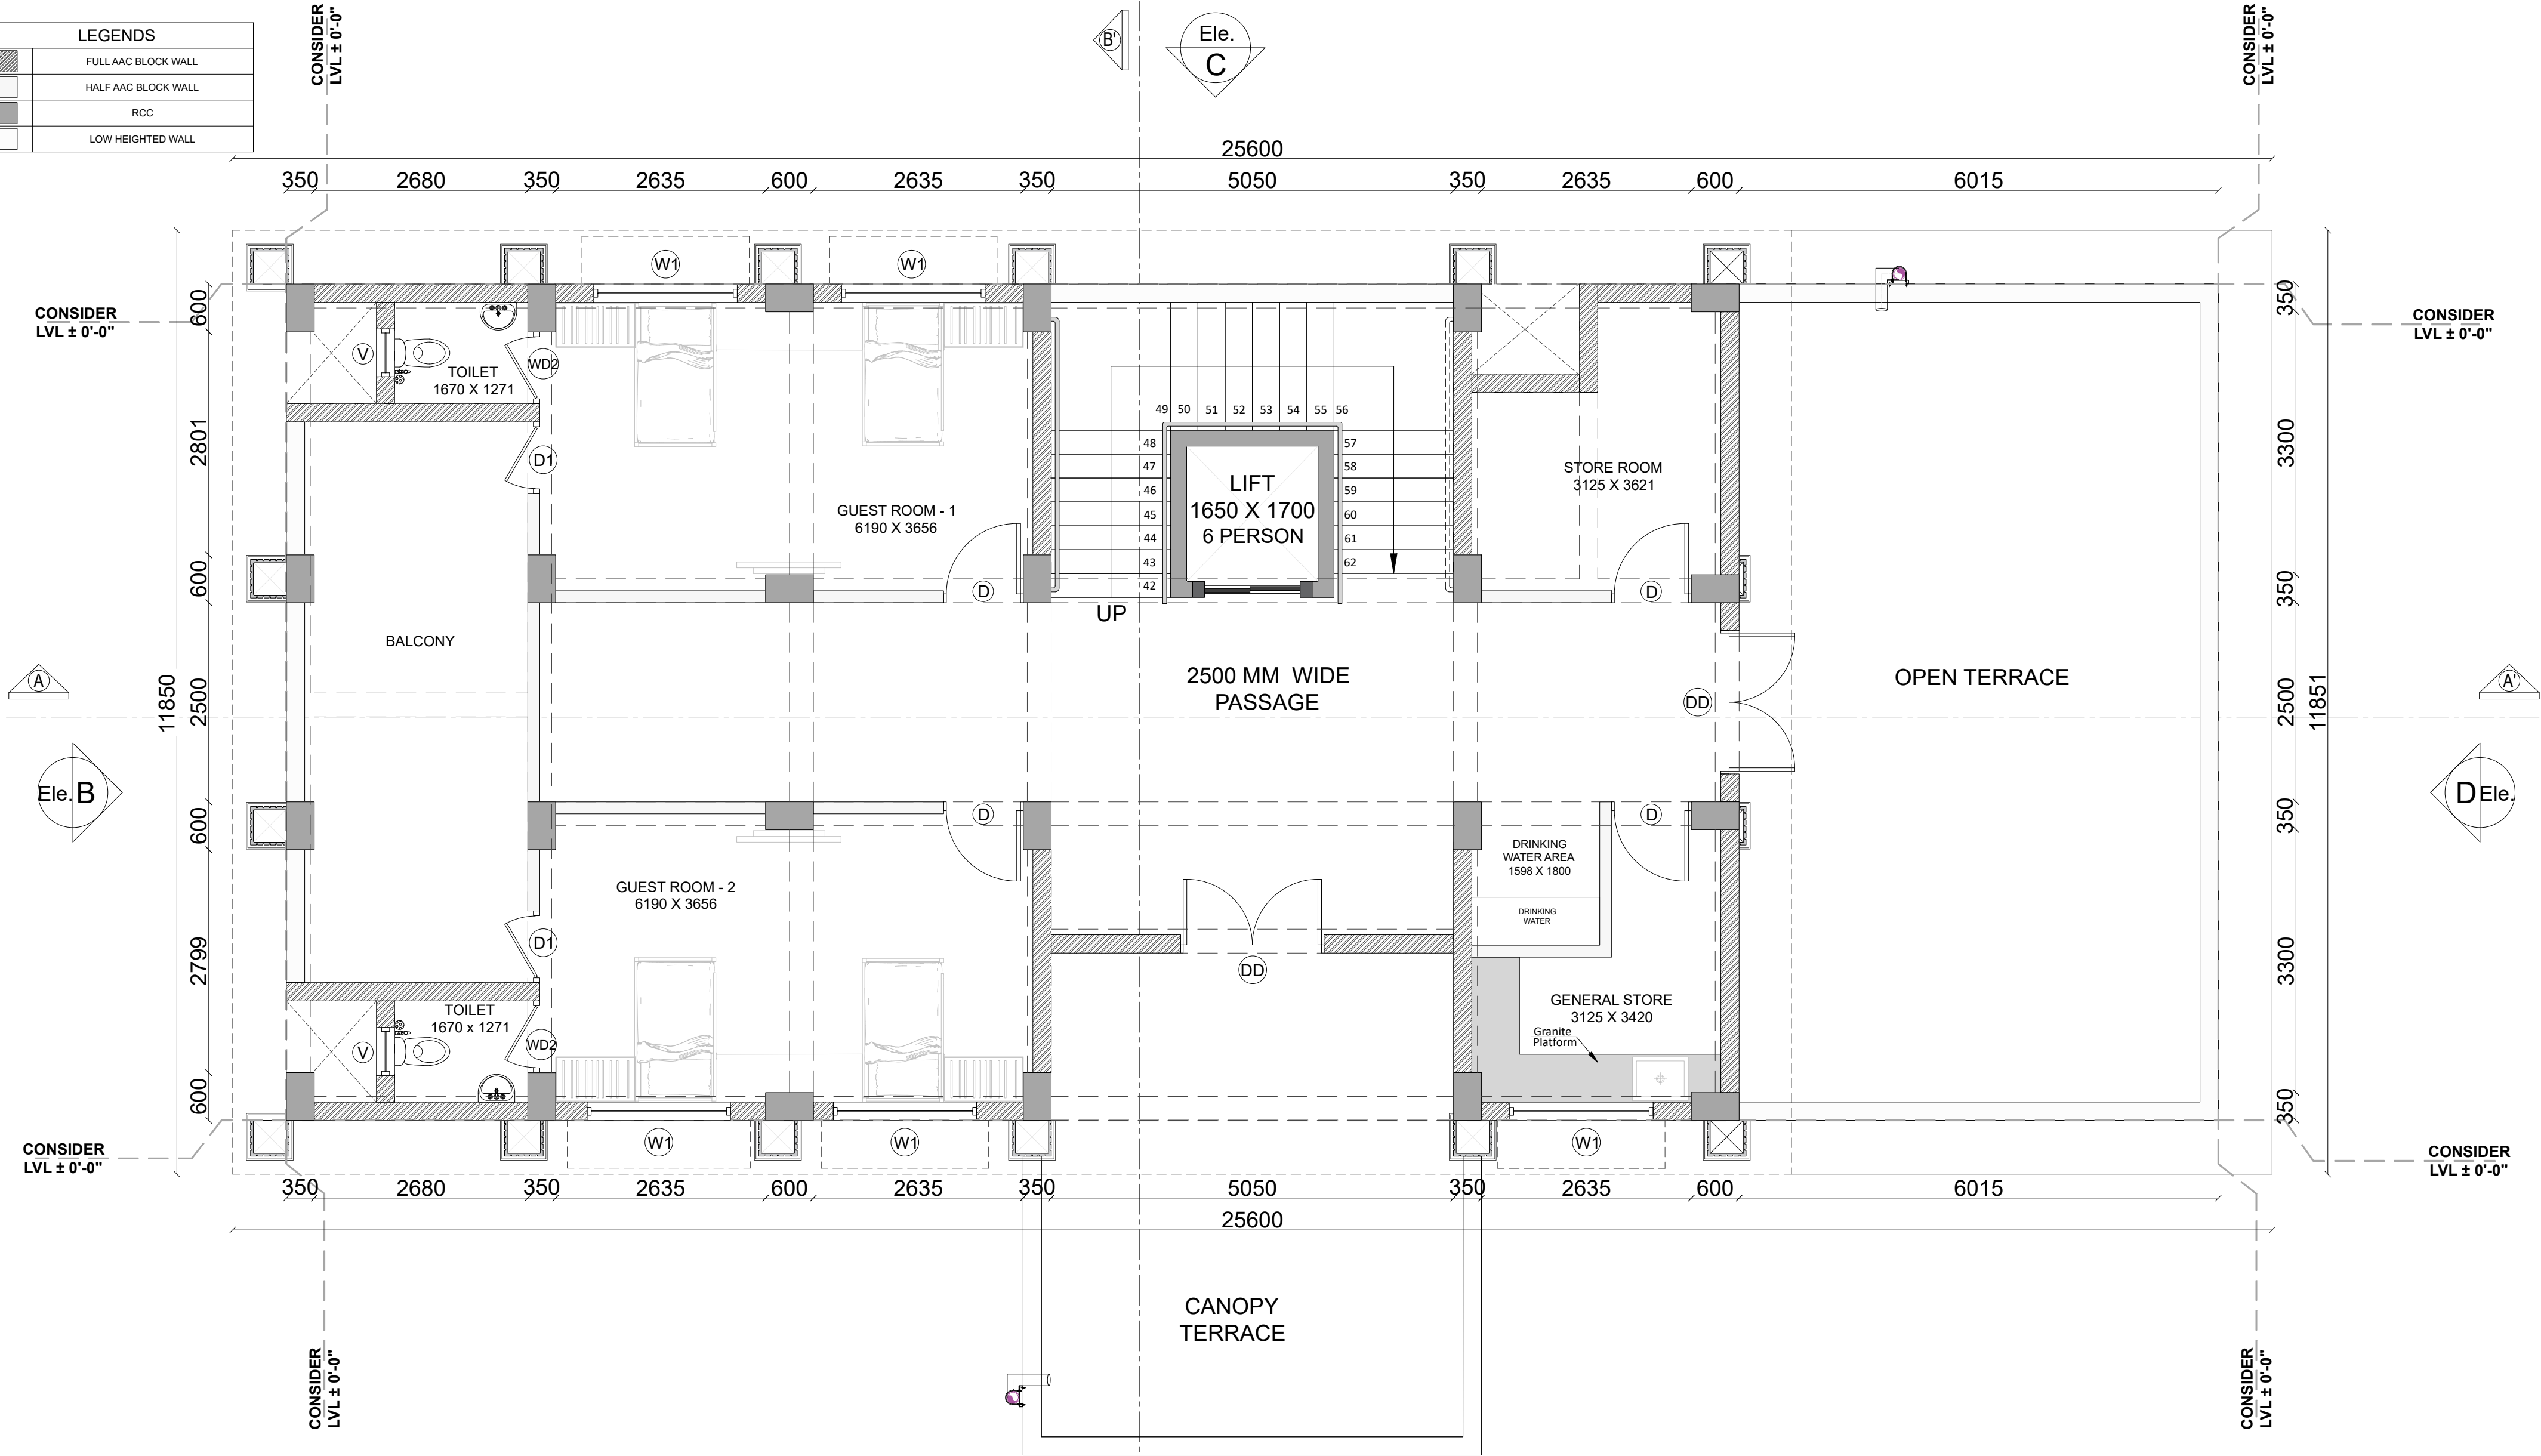 LEGENDS
FULL AAC BLOCK WALL
HALF AAC BLOCK WALL
RCC
LOW HEIGHTED WALL
CONSIDER
LVL ± 0'-0"
B'
Ele.
C
CONSIDER
LVL ± 0'-0"
25600
350 2680 350 2635 600 2635 350 5050 350 2635 600 6015
W1 W1
CONSIDER
LVL ± 0'-0"
CONSIDER
LVL ± 0'-0"
11850
600
2801
600
2500
600
2799
600
350
3300
350
2500
350
3300
350
11851
V
TOILET
1670 X 1271
WD2
D1
GUEST ROOM - 1
6190 X 3656
D
49 50 51 52 53 54 55 56
48
47
46
45
44
43
42
57
58
59
60
61
62
LIFT
1650 X 1700
6 PERSON
UP
STORE ROOM
3125 X 3621
D
BALCONY
2500 MM WIDE
PASSAGE
DD
OPEN TERRACE
A
A'
Ele. B
D Ele.
D
D
GUEST ROOM - 2
6190 X 3656
D1
DRINKING
WATER AREA
1598 X 1800
DRINKING
WATER
DD
TOILET
1670 x 1271
V
WD2
GENERAL STORE
3125 X 3420
Granite
Platform
W1 W1 W1
CONSIDER
LVL ± 0'-0"
CONSIDER
LVL ± 0'-0"
350 2680 350 2635 600 2635 350 5050 350 2635 600 6015
25600
CANOPY
TERRACE
CONSIDER
LVL ± 0'-0"
CONSIDER
LVL ± 0'-0"